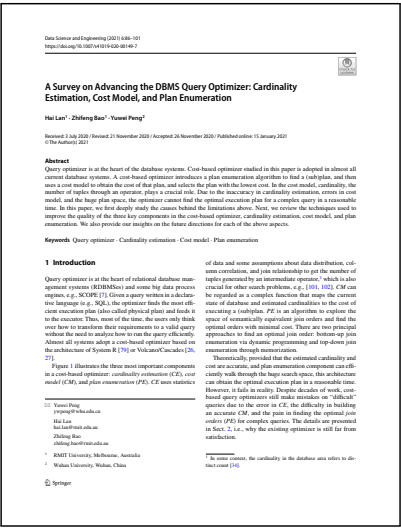 Data Science and Engineering (2021) 6:86–101
https://doi.org/10.1007/s41019-020-00149-7
A Survey on Advancing the DBMS Query Optimizer: Cardinality
Estimation, Cost Model, and Plan Enumeration
Hai Lan¹ · Zhifeng Bao¹ · Yuwei Peng²
Received: 3 July 2020 / Revised: 21 November 2020 / Accepted: 26 November 2020 / Published online: 15 January 2021
© The Author(s) 2021
Abstract
Query optimizer is at the heart of the database systems. Cost-based optimizer studied in this paper is adopted in almost all
current database systems. A cost-based optimizer introduces a plan enumeration algorithm to find a (sub)plan, and then
uses a cost model to obtain the cost of that plan, and selects the plan with the lowest cost. In the cost model, cardinality, the
number of tuples through an operator, plays a crucial role. Due to the inaccuracy in cardinality estimation, errors in cost
model, and the huge plan space, the optimizer cannot find the optimal execution plan for a complex query in a reasonable
time. In this paper, we first deeply study the causes behind the limitations above. Next, we review the techniques used to
improve the quality of the three key components in the cost-based optimizer, cardinality estimation, cost model, and plan
enumeration. We also provide our insights on the future directions for each of the above aspects.
Keywords Query optimizer · Cardinality estimation · Cost model · Plan enumeration
1 Introduction
Query optimizer is at the heart of relational database man-
agement systems (RDBMSes) and some big data process
engines, e.g., SCOPE [7]. Given a query written in a declara-
tive language (e.g., SQL), the optimizer finds the most effi-
cient execution plan (also called physical plan) and feeds it
to the executor. Thus, most of the time, the users only think
over how to transform their requirements to a valid query
without the need to analyze how to run the query efficiently.
Almost all systems adopt a cost-based optimizer based on
the architecture of System R [79] or Volcano/Cascades [26,
27].
Figure 1 illustrates the three most important components
in a cost-based optimizer: cardinality estimation (CE), cost
model (CM), and plan enumeration (PE). CE uses statistics
✉ Yuwei Peng
ywpeng@whu.edu.cn
Hai Lan
hai.lan@rmit.edu.au
Zhifeng Bao
zhifeng.bao@rmit.edu.au
¹ RMIT University, Melbourne, Australia
² Wuhan University, Wuhan, China
of data and some assumptions about data distribution, col-
umn correlation, and join relationship to get the number of
tuples generated by an intermediate operator,¹ which is also
crucial for other search problems, e.g., [101, 102]. CM can
be regarded as a complex function that maps the current
state of database and estimated cardinalities to the cost of
executing a (sub)plan. PE is an algorithm to explore the
space of semantically equivalent join orders and find the
optimal orders with minimal cost. There are two principal
approaches to find an optimal join order: bottom-up join
enumeration via dynamic programming and top-down join
enumeration through memorization.
Theoretically, provided that the estimated cardinality and
cost are accurate, and plan enumeration component can effi-
ciently walk through the huge search space, this architecture
can obtain the optimal execution plan in a reasonable time.
However, it fails in reality. Despite decades of work, cost-
based query optimizers still make mistakes on “difficult”
queries due to the error in CE, the difficulty in building
an accurate CM, and the pain in finding the optimal join
orders (PE) for complex queries. The details are presented
in Sect. 2, i.e., why the existing optimizer is still far from
satisfaction.
¹ In some context, the cardinality in the database area refers to dis-
tinct count [34].
Springer